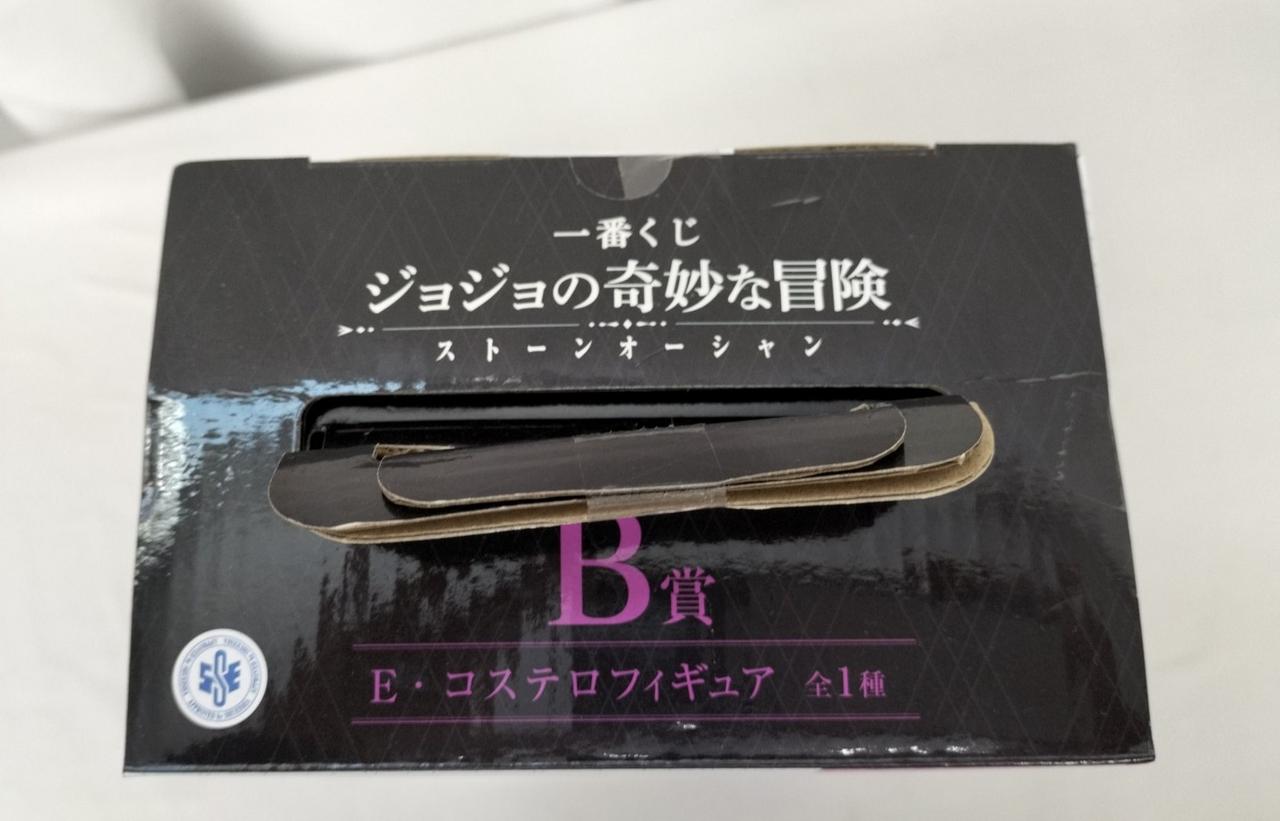 一番くじ
ジョジョの奇妙な冒険
ストーンオーシャン
B賞
E・コステロフィギュア 全1種